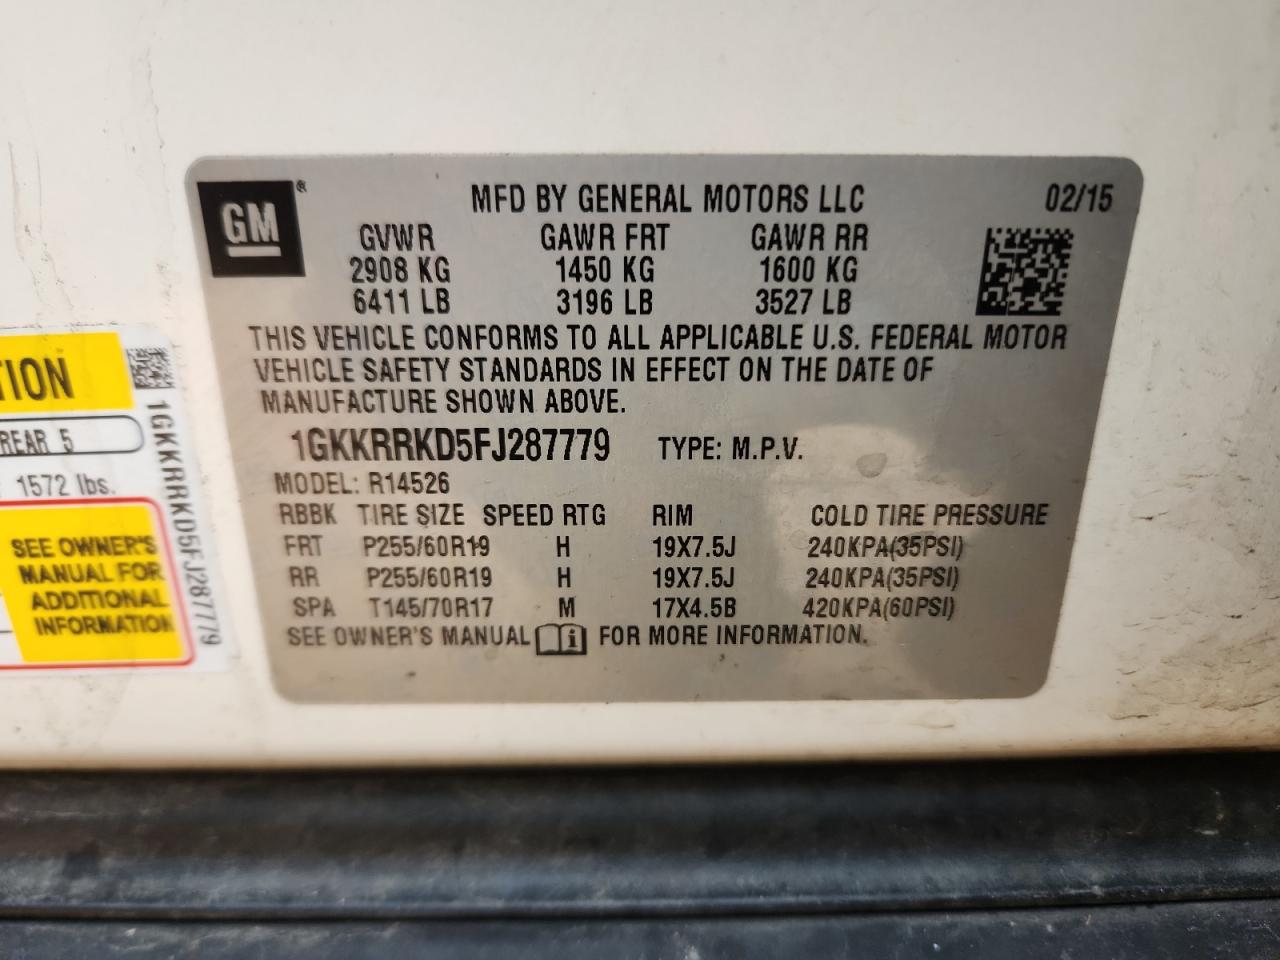 GM ®
MFD BY GENERAL MOTORS LLC 02/15
GVWR GAWR FRT GAWR RR
2908 KG 1450 KG 1600 KG
6411 LB 3196 LB 3527 LB
THIS VEHICLE CONFORMS TO ALL APPLICABLE U.S. FEDERAL MOTOR
VEHICLE SAFETY STANDARDS IN EFFECT ON THE DATE OF
MANUFACTURE SHOWN ABOVE.
1GKKRRKD5FJ287779 TYPE: M.P.V.
MODEL: R14526
RBBK TIRE SIZE SPEED RTG RIM COLD TIRE PRESSURE
FRT P255/60R19 H 19X7.5J 240KPA(35PSI)
RR P255/60R19 H 19X7.5J 240KPA(35PSI)
SPA T145/70R17 M 17X4.5B 420KPA(60PSI)
SEE OWNER'S MANUAL i FOR MORE INFORMATION.
TION
REAR 5
1572 lbs.
SEE OWNER'S
MANUAL FOR
ADDITIONAL
INFORMATION
1GKKRRKD5FJ287779